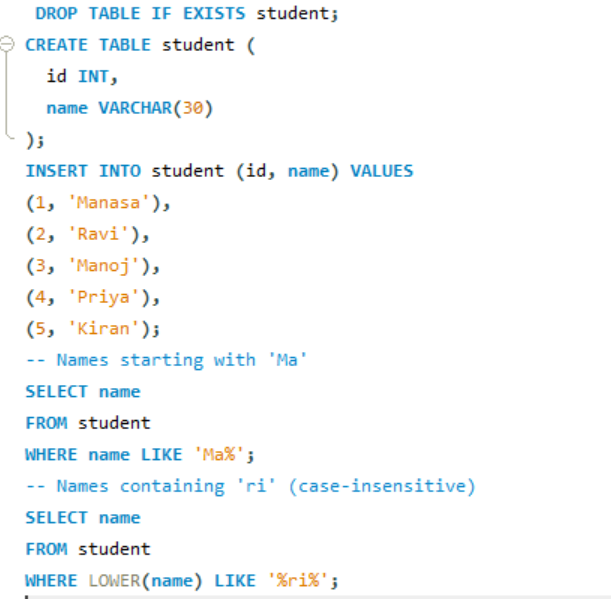 DROP TABLE IF EXISTS student;
CREATE TABLE student (
id INT,
name VARCHAR(30)
);
INSERT INTO student (id, name) VALUES
(1, 'Manasa'),
(2, 'Ravi'),
(3, 'Manoj'),
(4, 'Priya'),
(5, 'Kiran');
-- Names starting with 'Ma'
SELECT name
FROM student
WHERE name LIKE 'Ma%';
-- Names containing 'ri' (case-insensitive)
SELECT name
FROM student
WHERE LOWER(name) LIKE '%ri%';